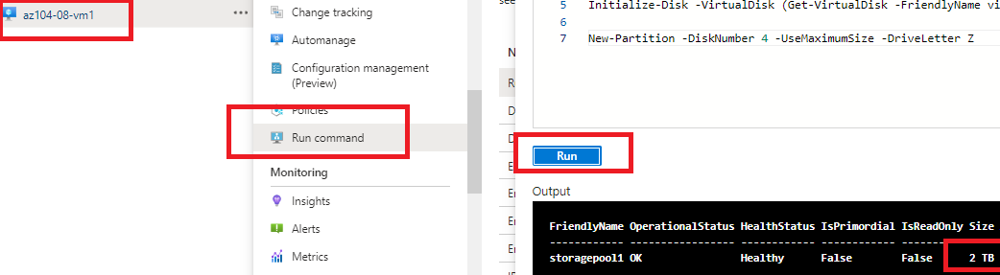 az104-08-vm1
...
Change tracking
Automanage
Configuration management
(Preview)
Policies
Run command
Monitoring
Insights
Alerts
Metrics
5 Initialize-Disk -VirtualDisk (Get-VirtualDisk -FriendlyName vi
6
7 New-Partition -DiskNumber 4 -UseMaximumSize -DriveLetter Z
Run
Output
FriendlyName OperationalStatus HealthStatus IsPrimordial IsReadOnly Size
------------ ----------------- ------------ ------------ ---------- ----
storagepool1 OK Healthy False False 2 TB